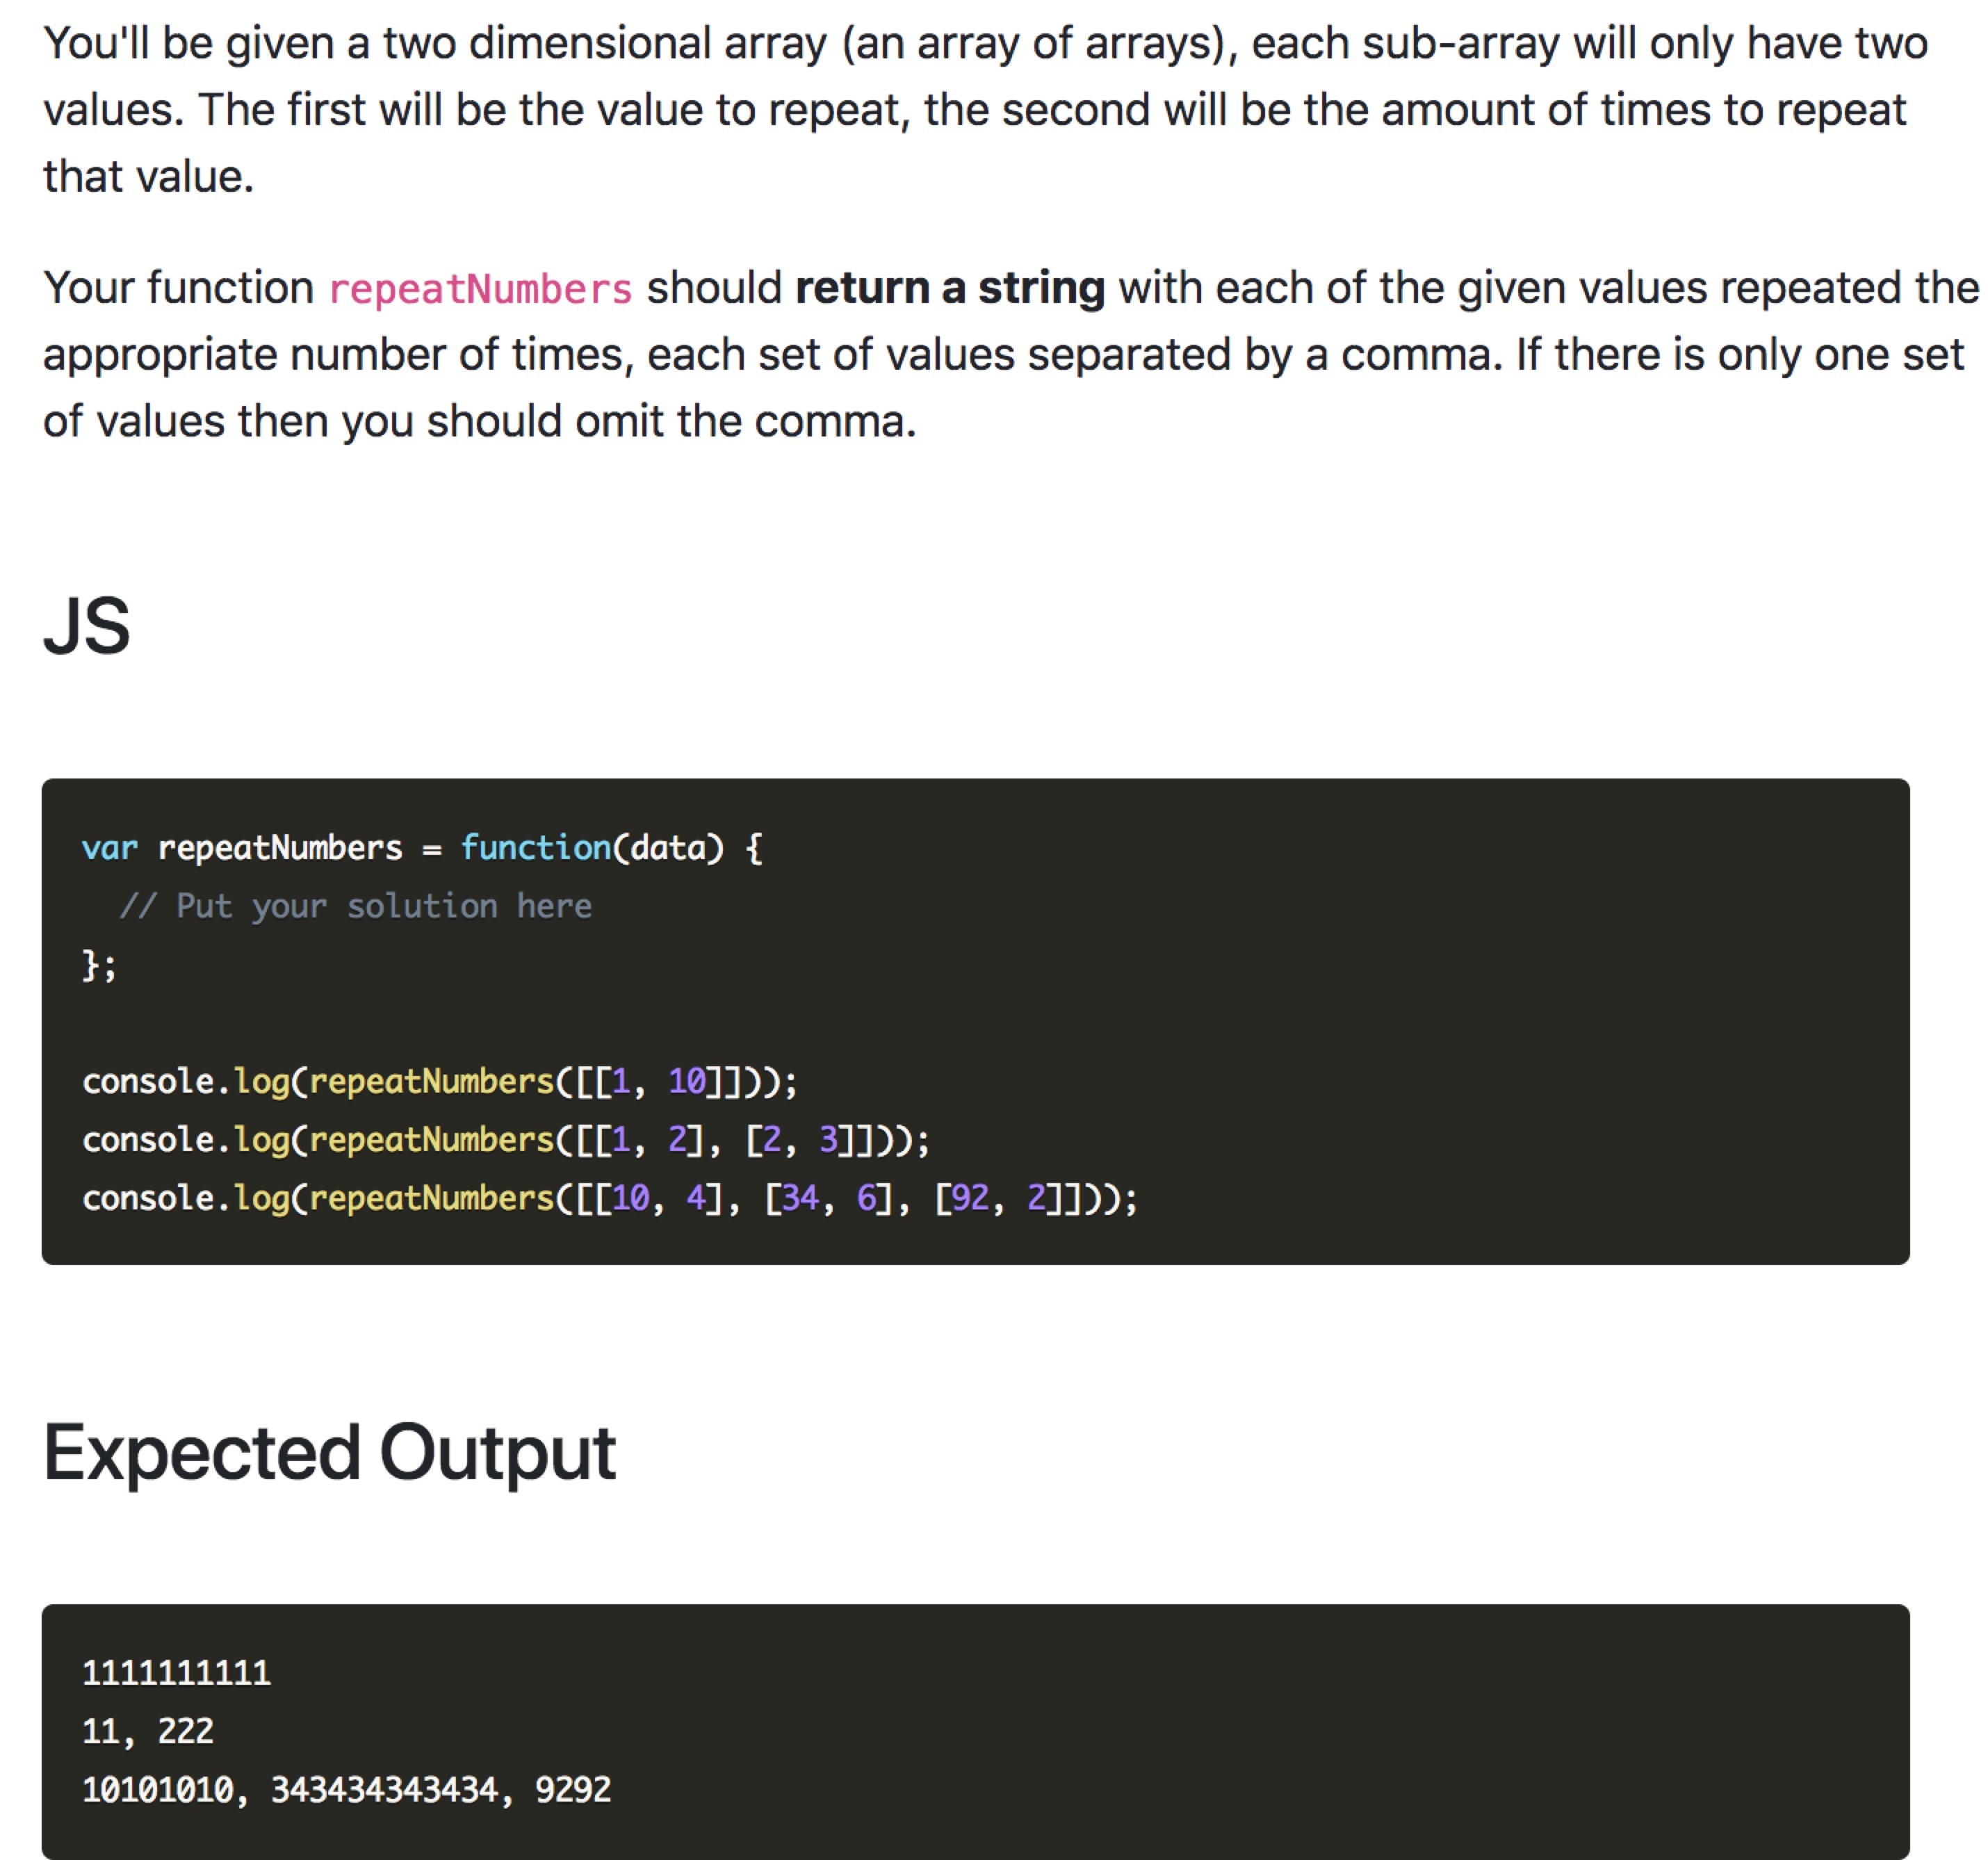 You'll be given a two dimensional array (an array of arrays), each sub-array will only have two
values. The first will be the value to repeat, the second will be the amount of times to repeat
that value.
Your function repeatNumbers should return a string with each of the given values repeated the
appropriate number of times, each set of values separated by a comma. If there is only one set
of values then you should omit the comma.
JS
var repeatNumbers = function(data) {
  // Put your solution here
};
console.log(repeatNumbers([[1, 10]]));
console.log(repeatNumbers([[1, 2], [2, 3]]));
console.log(repeatNumbers([[10, 4], [34, 6], [92, 2]]));
Expected Output
1111111111
11, 222
10101010, 343434343434, 9292